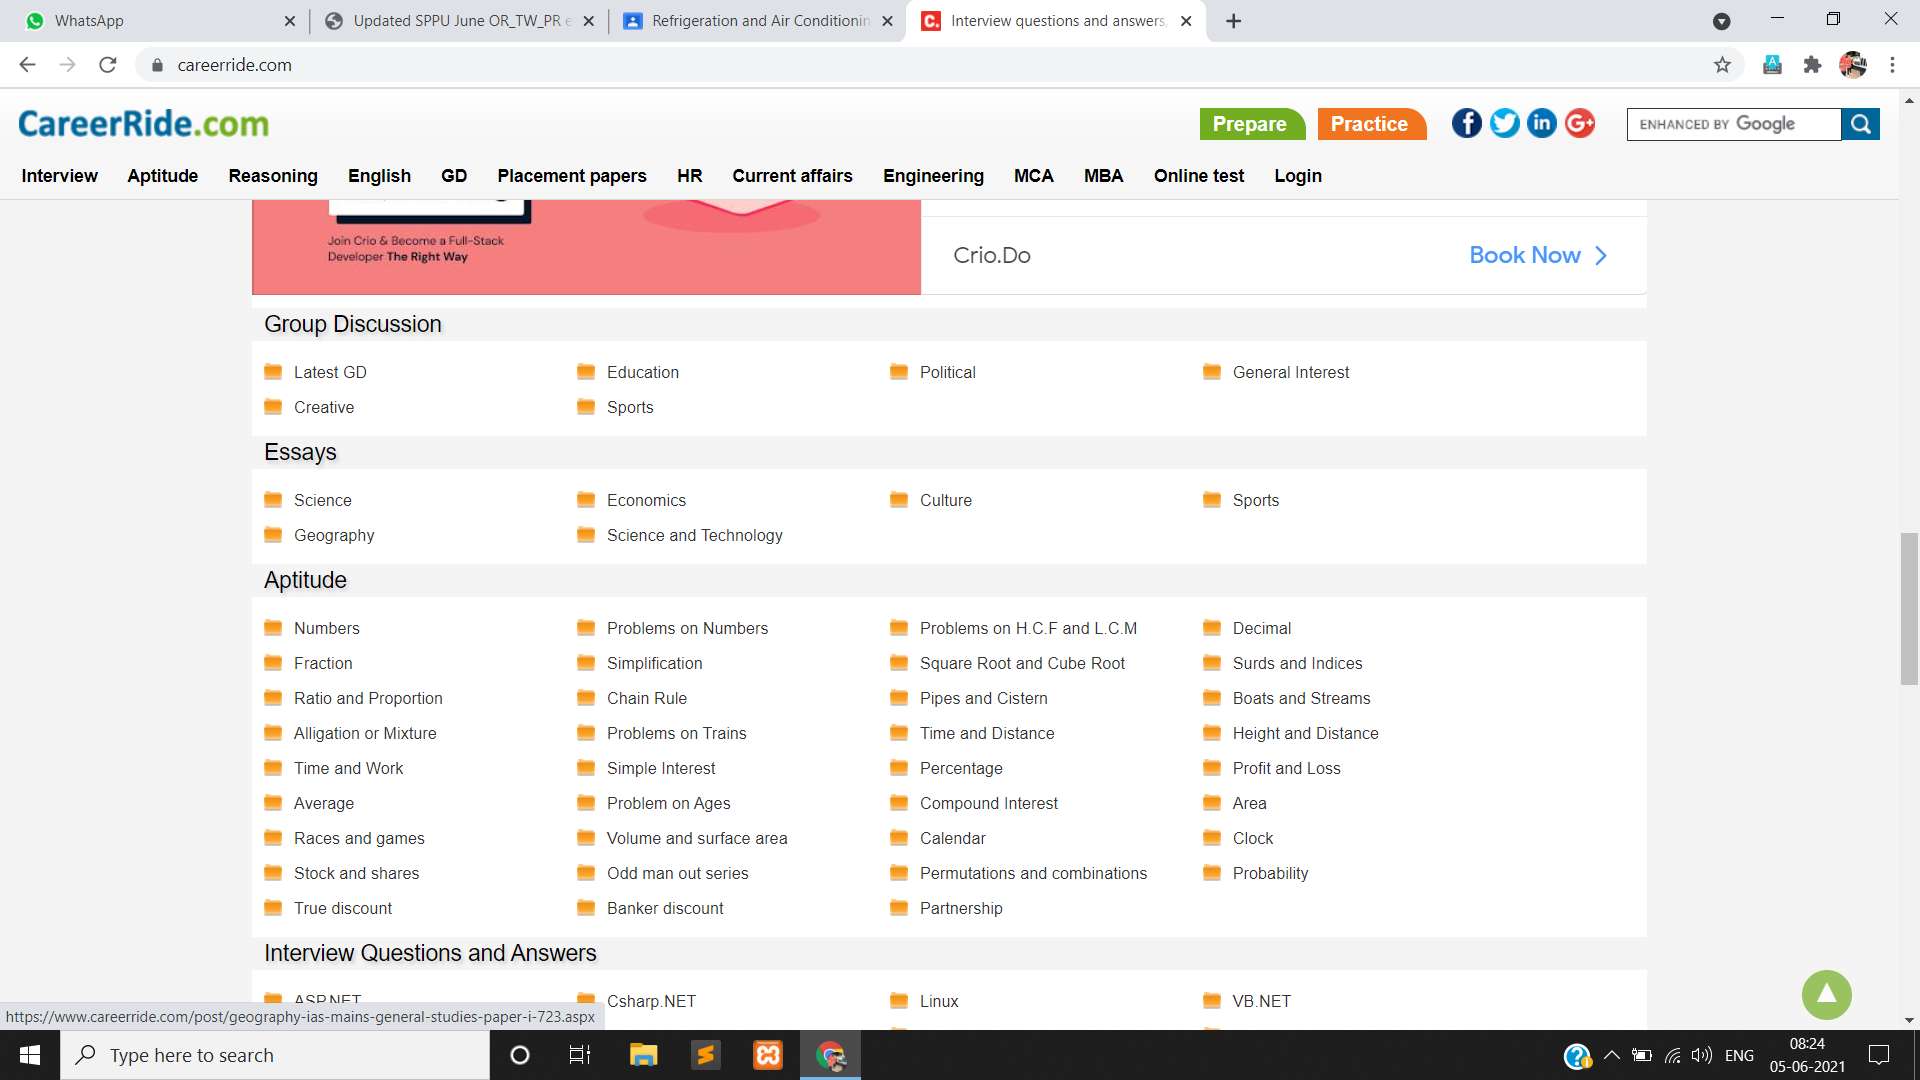 WhatsApp
Updated SPPU June OR_TW_PR e
Refrigeration and Air Conditionin
Interview questions and answers,
careerride.com
CareerRide.com
Prepare
Practice
ENHANCED BY Google
Interview Aptitude Reasoning English GD Placement papers HR Current affairs Engineering MCA MBA Online test Login
Join Crio & Become a Full-Stack
Developer The Right Way
Crio.Do
Book Now
Group Discussion
Latest GD Education Political General Interest
Creative Sports
Essays
Science Economics Culture Sports
Geography Science and Technology
Aptitude
Numbers Problems on Numbers Problems on H.C.F and L.C.M Decimal
Fraction Simplification Square Root and Cube Root Surds and Indices
Ratio and Proportion Chain Rule Pipes and Cistern Boats and Streams
Alligation or Mixture Problems on Trains Time and Distance Height and Distance
Time and Work Simple Interest Percentage Profit and Loss
Average Problem on Ages Compound Interest Area
Races and games Volume and surface area Calendar Clock
Stock and shares Odd man out series Permutations and combinations Probability
True discount Banker discount Partnership
Interview Questions and Answers
ASP.NET Csharp.NET Linux VB.NET
https://www.careerride.com/post/geography-ias-mains-general-studies-paper-i-723.aspx
Type here to search
ENG
08:24
05-06-2021